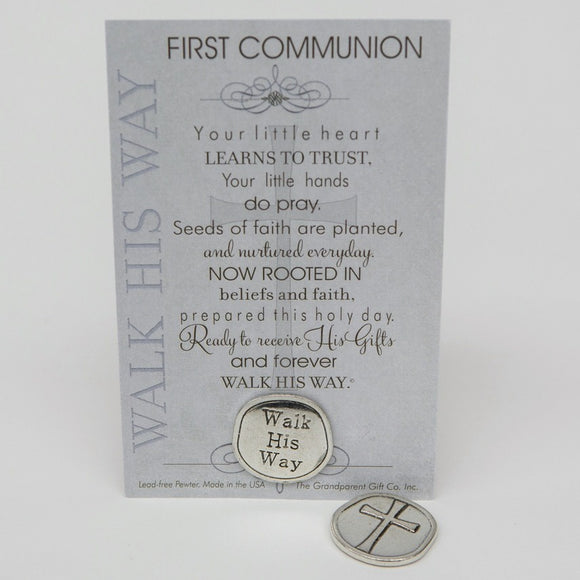 FIRST COMMUNION
WALK HIS WAY
Your little heart
LEARNS TO TRUST,
Your little hands
do pray.
Seeds of faith are planted,
and nurtured everyday.
NOW ROOTED IN
beliefs and faith,
prepared this holy day.
Ready to receive His Gifts
and forever
WALK HIS WAY.©
Walk
His
Way
Lead-free Pewter, Made in the USA
The Grandparent Gift Co. Inc.